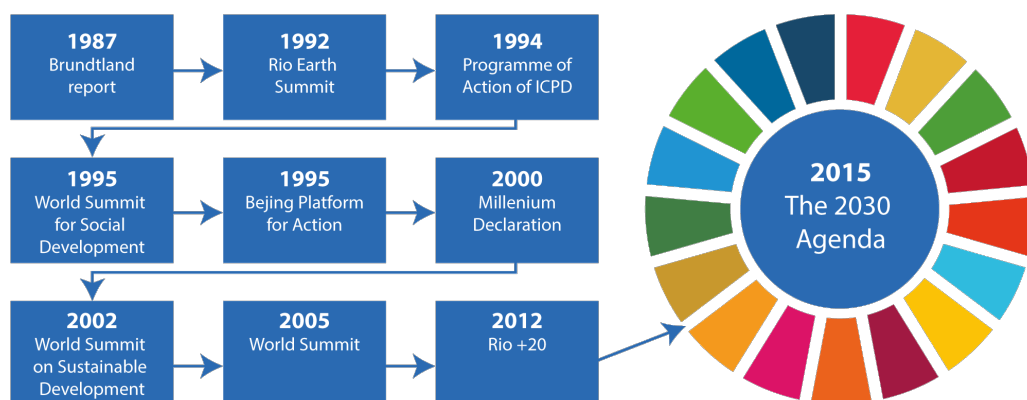 1987
Brundtland
report
1992
Rio Earth
Summit
1994
Programme of
Action of ICPD
1995
World Summit
for Social
Development
1995
Bejing Platform
for Action
2000
Millenium
Declaration
2002
World Summit
on Sustainable
Development
2005
World Summit
2012
Rio +20
2015
The 2030
Agenda